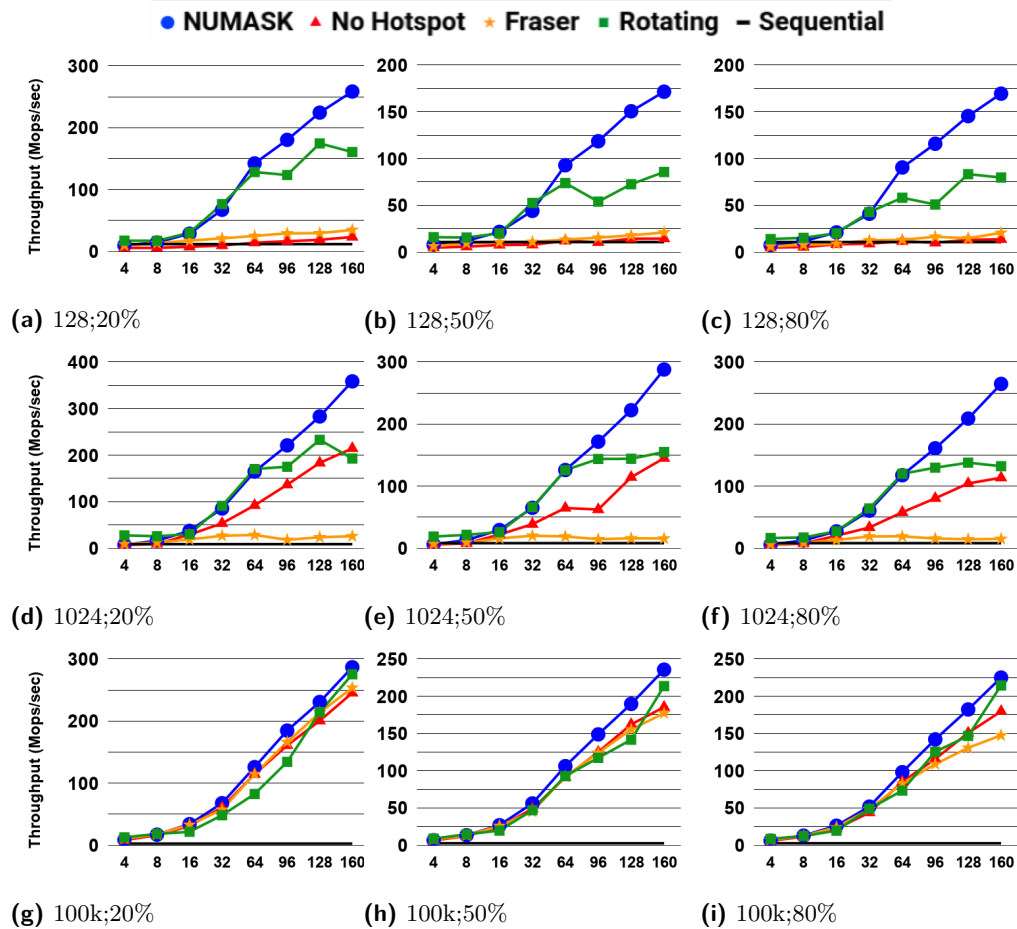 NUMASK No Hotspot Fraser Rotating Sequential
Throughput (Mops/sec)
300
200
100
0
4 8 16 32 64 96 128 160
(a) 128;20%
200
150
100
50
0
4 8 16 32 64 96 128 160
(b) 128;50%
200
150
100
50
0
4 8 16 32 64 96 128 160
(c) 128;80%
Throughput (Mops/sec)
400
300
200
100
0
4 8 16 32 64 96 128 160
(d) 1024;20%
300
200
100
0
4 8 16 32 64 96 128 160
(e) 1024;50%
300
200
100
0
4 8 16 32 64 96 128 160
(f) 1024;80%
Throughput (Mops/sec)
300
200
100
0
4 8 16 32 64 96 128 160
(g) 100k;20%
250
200
150
100
50
0
4 8 16 32 64 96 128 160
(h) 100k;50%
250
200
150
100
50
0
4 8 16 32 64 96 128 160
(i) 100k;80%